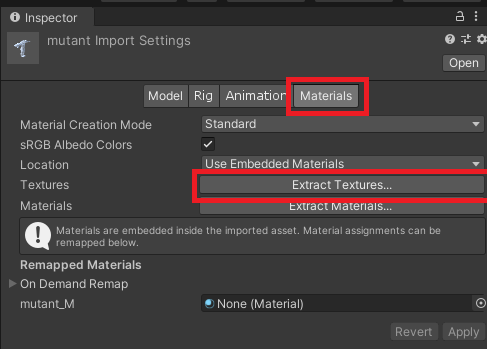 Inspector
mutant Import Settings
Open
Model Rig Animation Materials
Material Creation Mode Standard
sRGB Albedo Colors
Location Use Embedded Materials
Textures Extract Textures...
Materials Extract Materials...
Materials are embedded inside the imported asset. Material assignments can be
remapped below.
Remapped Materials
On Demand Remap
mutant_M None (Material)
Revert Apply